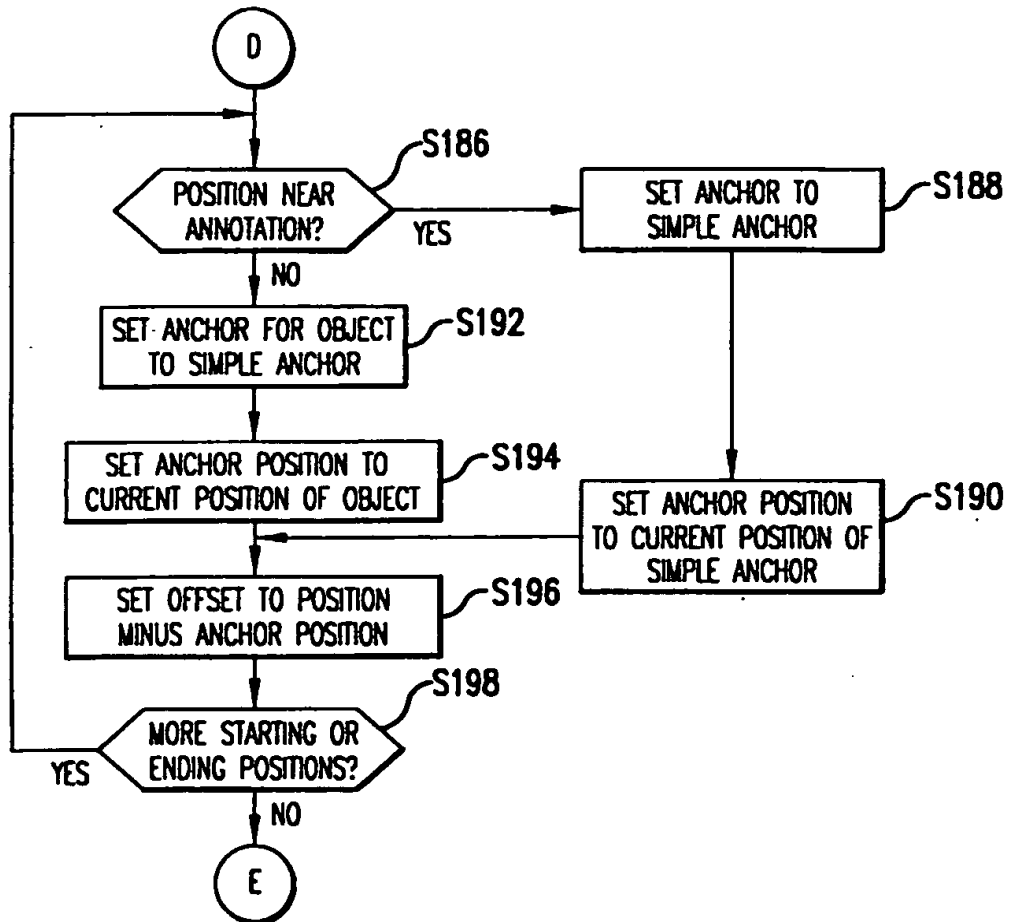 D
S186
POSITION NEAR
ANNOTATION?
YES
NO
SET ANCHOR TO
SIMPLE ANCHOR
S188
SET ANCHOR FOR OBJECT
TO SIMPLE ANCHOR
S192
SET ANCHOR POSITION TO
CURRENT POSITION OF OBJECT
S194
SET ANCHOR POSITION
TO CURRENT POSITION OF
SIMPLE ANCHOR
S190
SET OFFSET TO POSITION
MINUS ANCHOR POSITION
S196
S198
MORE STARTING OR
ENDING POSITIONS?
YES
NO
E